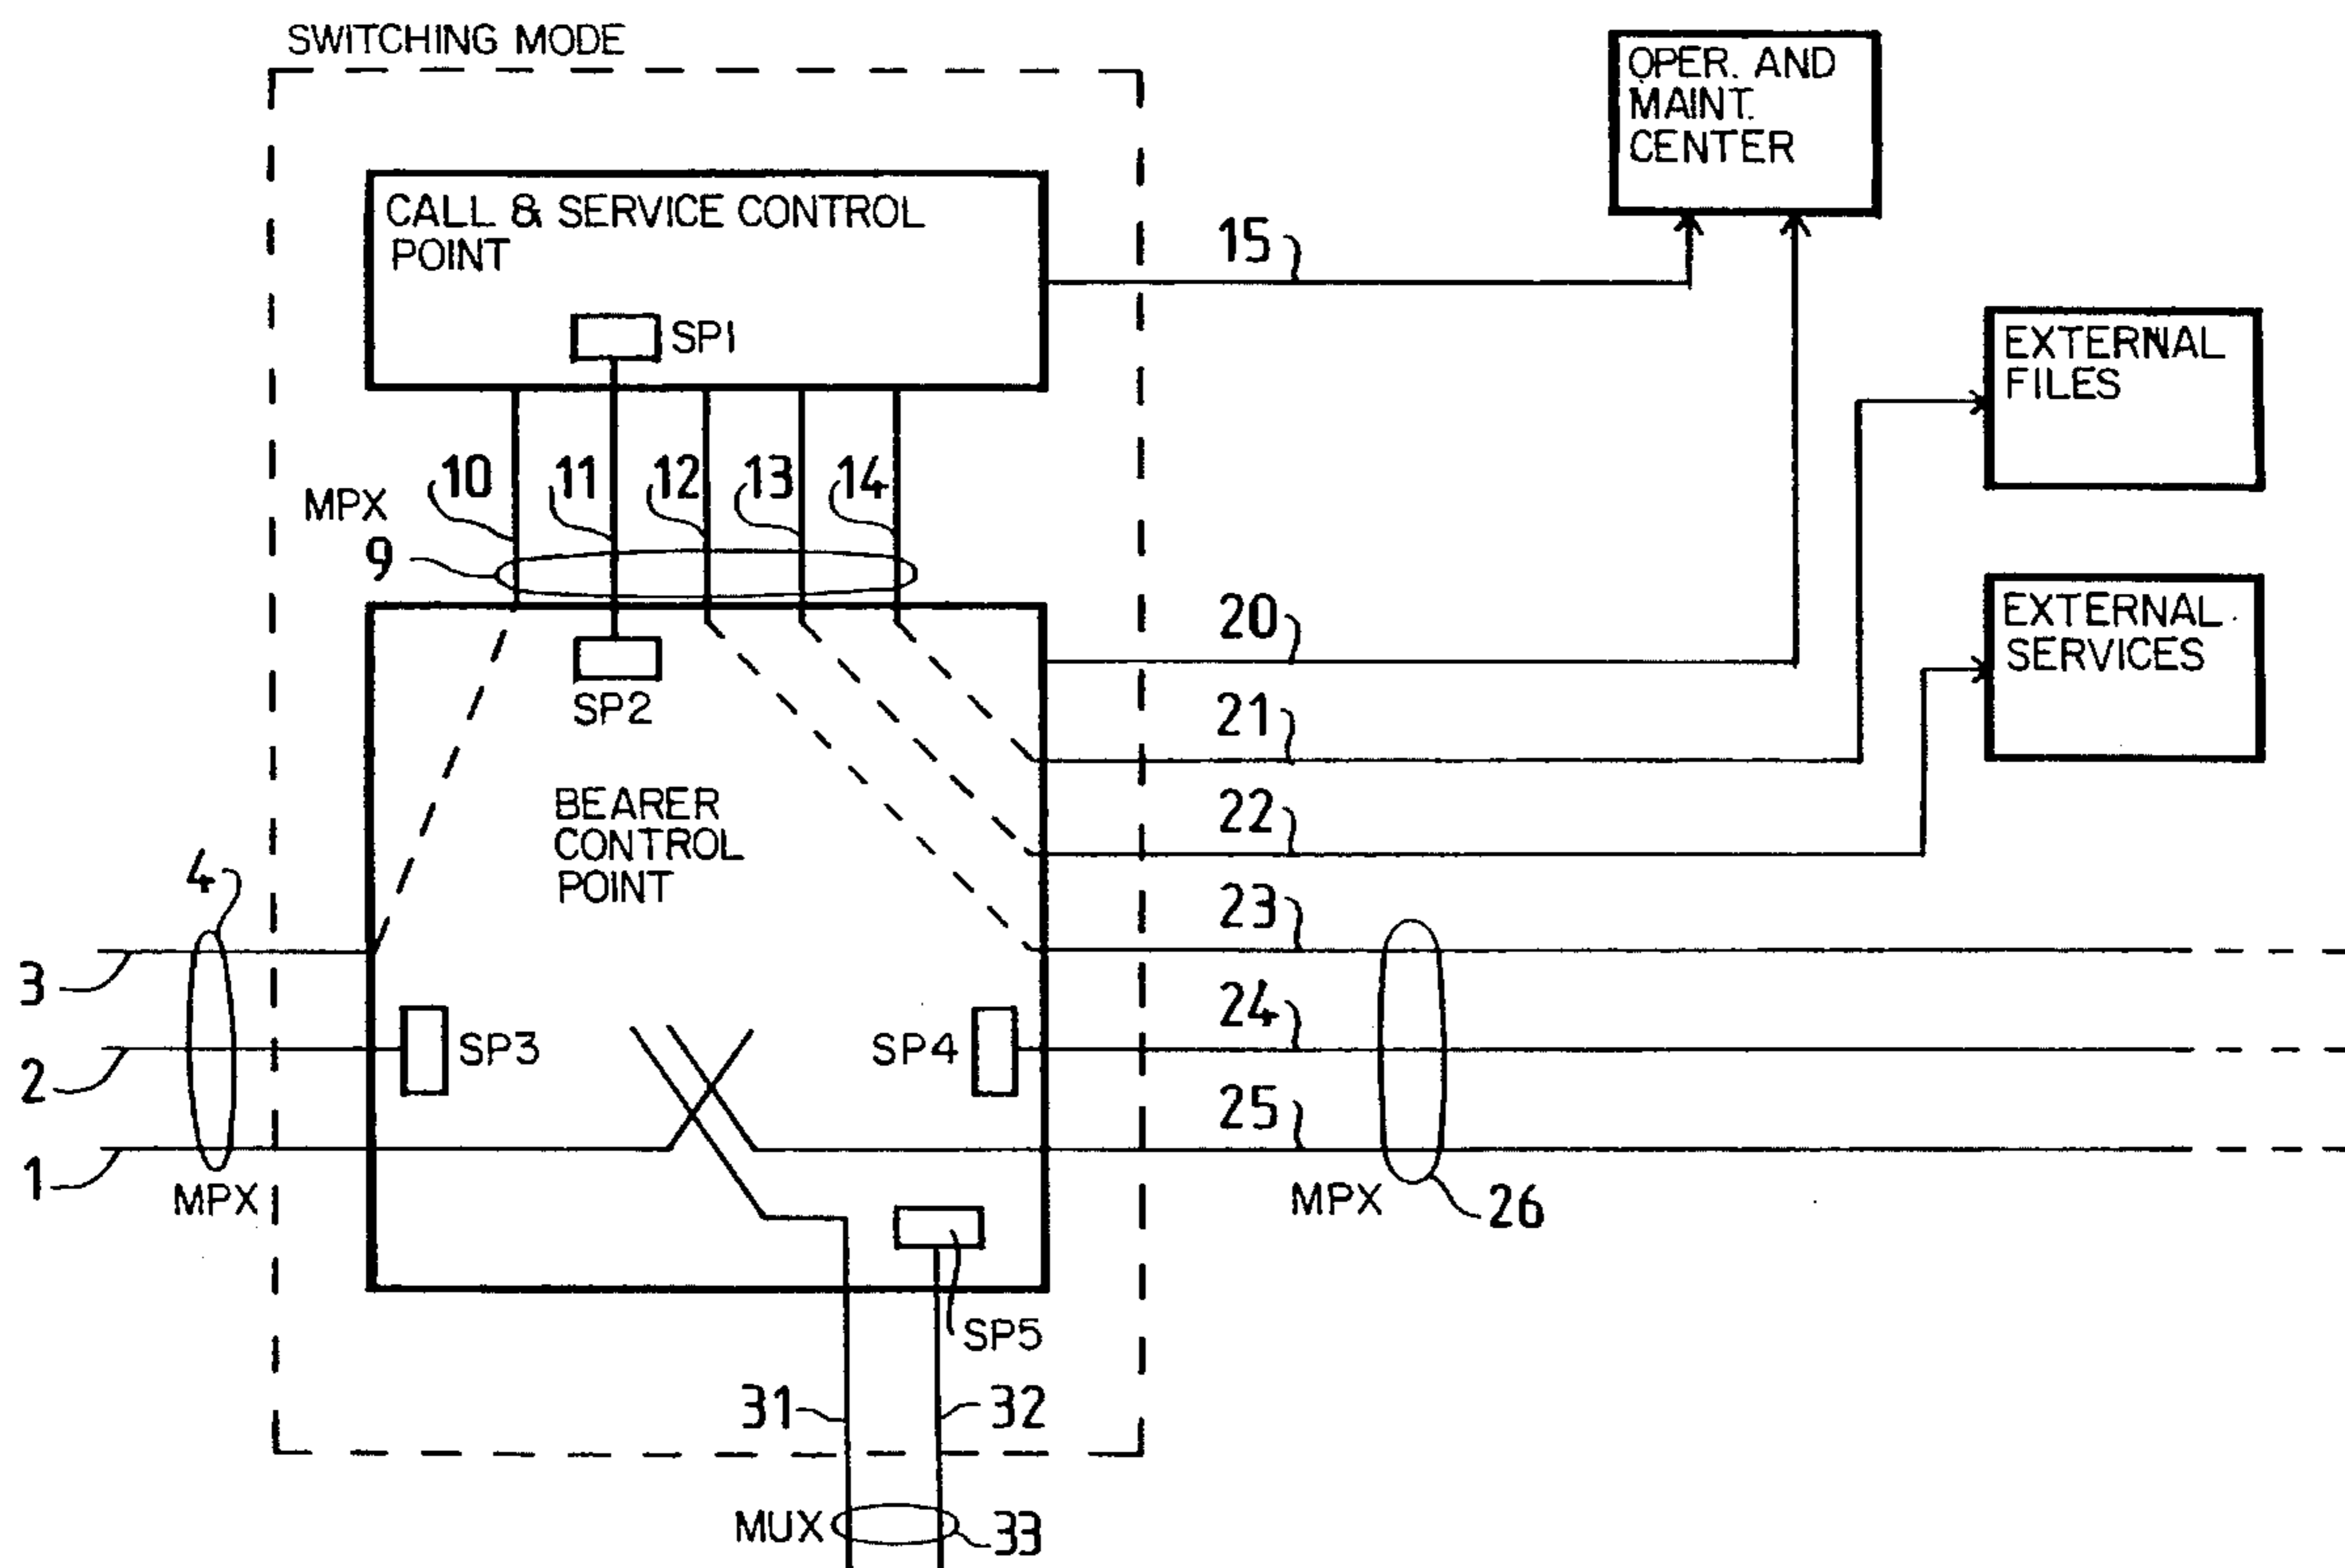 SWITCHING MODE
OPER. AND
MAINT.
CENTER
CALL & SERVICE CONTROL
POINT
15
SP1
EXTERNAL
FILES
MPX
10
11
12
13
14
9
EXTERNAL
SERVICES
20
SP2
21
BEARER
CONTROL
POINT
22
4
23
3
24
SP3
SP4
2
25
1
MPX
MPX
26
SP5
31
32
MUX
33